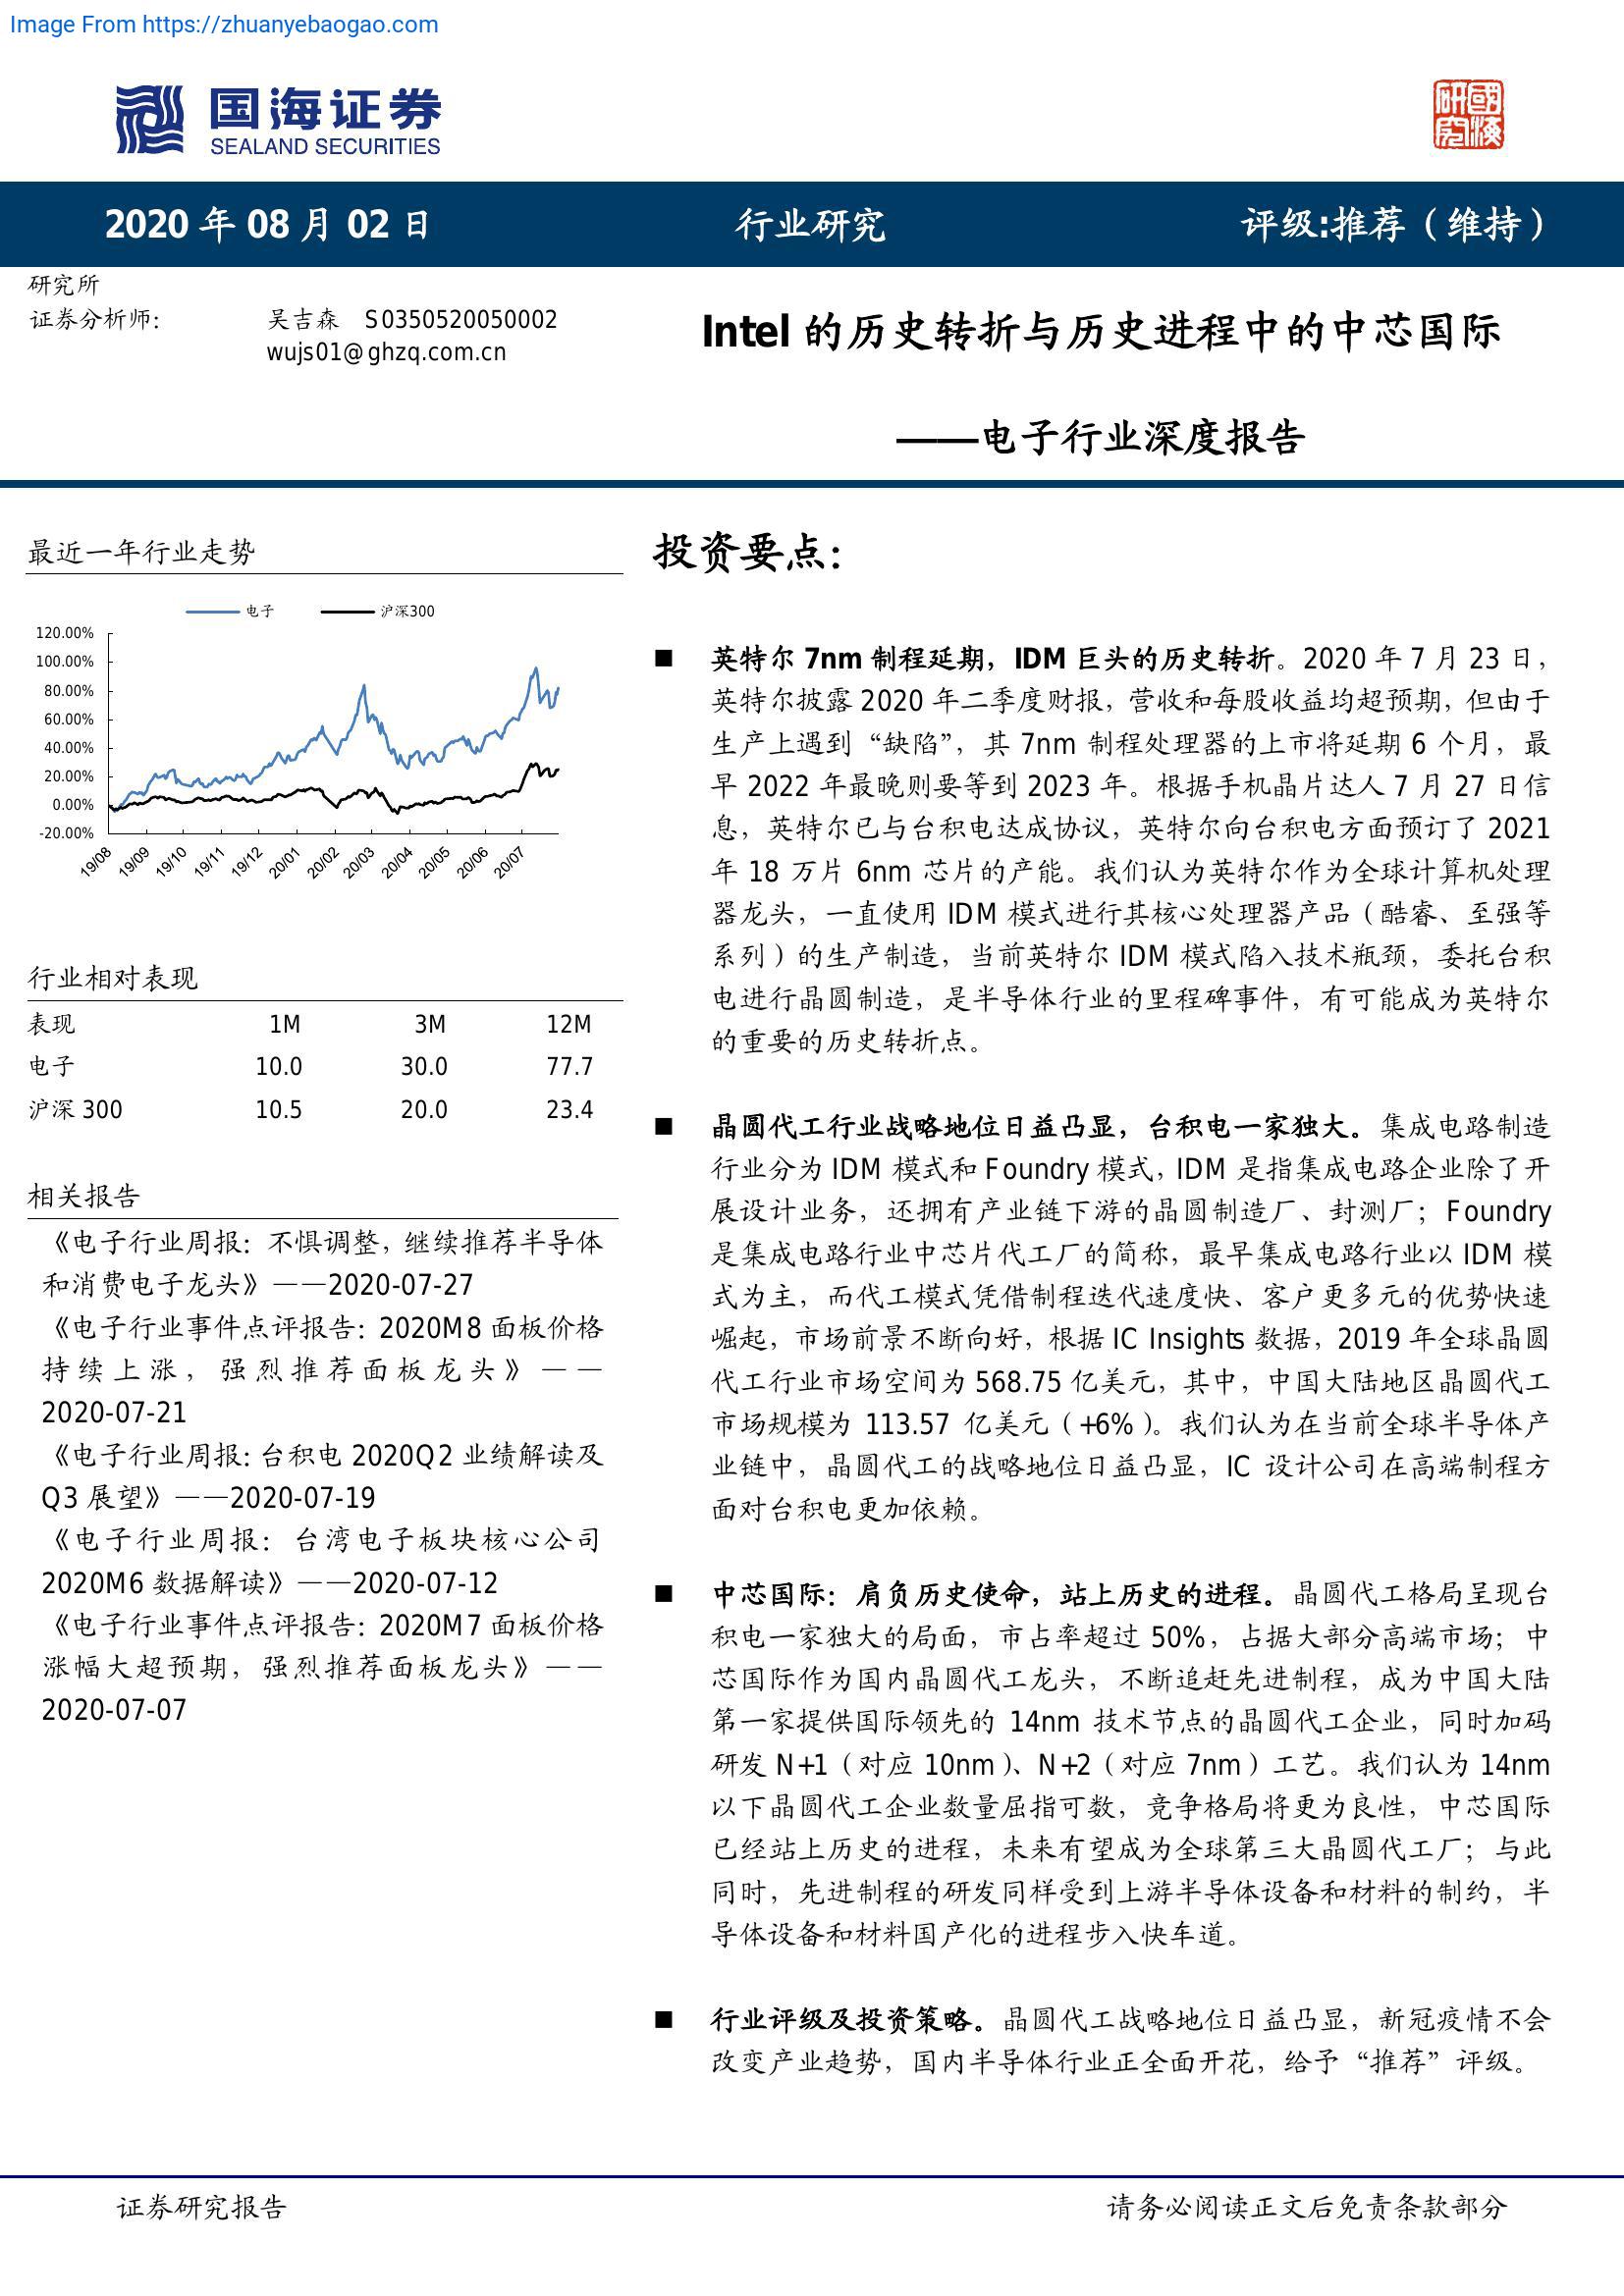 Image From https://zhuanyebaogao.com
国海证券
SEALAND SECURITIES
研國
究海
2020 年 08 月 02 日
行业研究
评级:推荐（维持）
研究所
证券分析师：
吴吉森 S0350520050002
wujs01@ghzq.com.cn
Intel 的历史转折与历史进程中的中芯国际
——电子行业深度报告
最近一年行业走势
电子 沪深300
120.00%
100.00%
80.00%
60.00%
40.00%
20.00%
0.00%
-20.00%
19/08 19/09 19/10 19/11 19/12 20/01 20/02 20/03 20/04 20/05 20/06 20/07
行业相对表现
表现 1M 3M 12M
电子 10.0 30.0 77.7
沪深 300 10.5 20.0 23.4
相关报告
《电子行业周报：不惧调整，继续推荐半导体
和消费电子龙头》——2020-07-27
《电子行业事件点评报告：2020M8 面板价格
持续上涨，强烈推荐面板龙头》——
2020-07-21
《电子行业周报：台积电 2020Q2 业绩解读及
Q3 展望》——2020-07-19
《电子行业周报：台湾电子板块核心公司
2020M6 数据解读》——2020-07-12
《电子行业事件点评报告：2020M7 面板价格
涨幅大超预期，强烈推荐面板龙头》——
2020-07-07
投资要点：
■ 英特尔 7nm 制程延期，IDM 巨头的历史转折。2020 年 7 月 23 日，
英特尔披露 2020 年二季度财报，营收和每股收益均超预期，但由于
生产上遇到“缺陷”，其 7nm 制程处理器的上市将延期 6 个月，最
早 2022 年最晚则要等到 2023 年。根据手机晶片达人 7 月 27 日信
息，英特尔已与台积电达成协议，英特尔向台积电方面预订了 2021
年 18 万片 6nm 芯片的产能。我们认为英特尔作为全球计算机处理
器龙头，一直使用 IDM 模式进行其核心处理器产品（酷睿、至强等
系列）的生产制造，当前英特尔 IDM 模式陷入技术瓶颈，委托台积
电进行晶圆制造，是半导体行业的里程碑事件，有可能成为英特尔
的重要的历史转折点。
■ 晶圆代工行业战略地位日益凸显，台积电一家独大。集成电路制造
行业分为 IDM 模式和 Foundry 模式，IDM 是指集成电路企业除了开
展设计业务，还拥有产业链下游的晶圆制造厂、封测厂；Foundry
是集成电路行业中芯片代工厂的简称，最早集成电路行业以 IDM 模
式为主，而代工模式凭借制程迭代速度快、客户更多元的优势快速
崛起，市场前景不断向好，根据 IC Insights 数据，2019 年全球晶圆
代工行业市场空间为 568.75 亿美元，其中，中国大陆地区晶圆代工
市场规模为 113.57 亿美元（+6%）。我们认为在当前全球半导体产
业链中，晶圆代工的战略地位日益凸显，IC 设计公司在高端制程方
面对台积电更加依赖。
■ 中芯国际：肩负历史使命，站上历史的进程。晶圆代工格局呈现台
积电一家独大的局面，市占率超过 50%，占据大部分高端市场；中
芯国际作为国内晶圆代工龙头，不断追赶先进制程，成为中国大陆
第一家提供国际领先的 14nm 技术节点的晶圆代工企业，同时加码
研发 N+1（对应 10nm）、N+2（对应 7nm）工艺。我们认为 14nm
以下晶圆代工企业数量屈指可数，竞争格局将更为良性，中芯国际
已经站上历史的进程，未来有望成为全球第三大晶圆代工厂；与此
同时，先进制程的研发同样受到上游半导体设备和材料的制约，半
导体设备和材料国产化的进程步入快车道。
■ 行业评级及投资策略。晶圆代工战略地位日益凸显，新冠疫情不会
改变产业趋势，国内半导体行业正全面开花，给予“推荐”评级。
证券研究报告
请务必阅读正文后免责条款部分